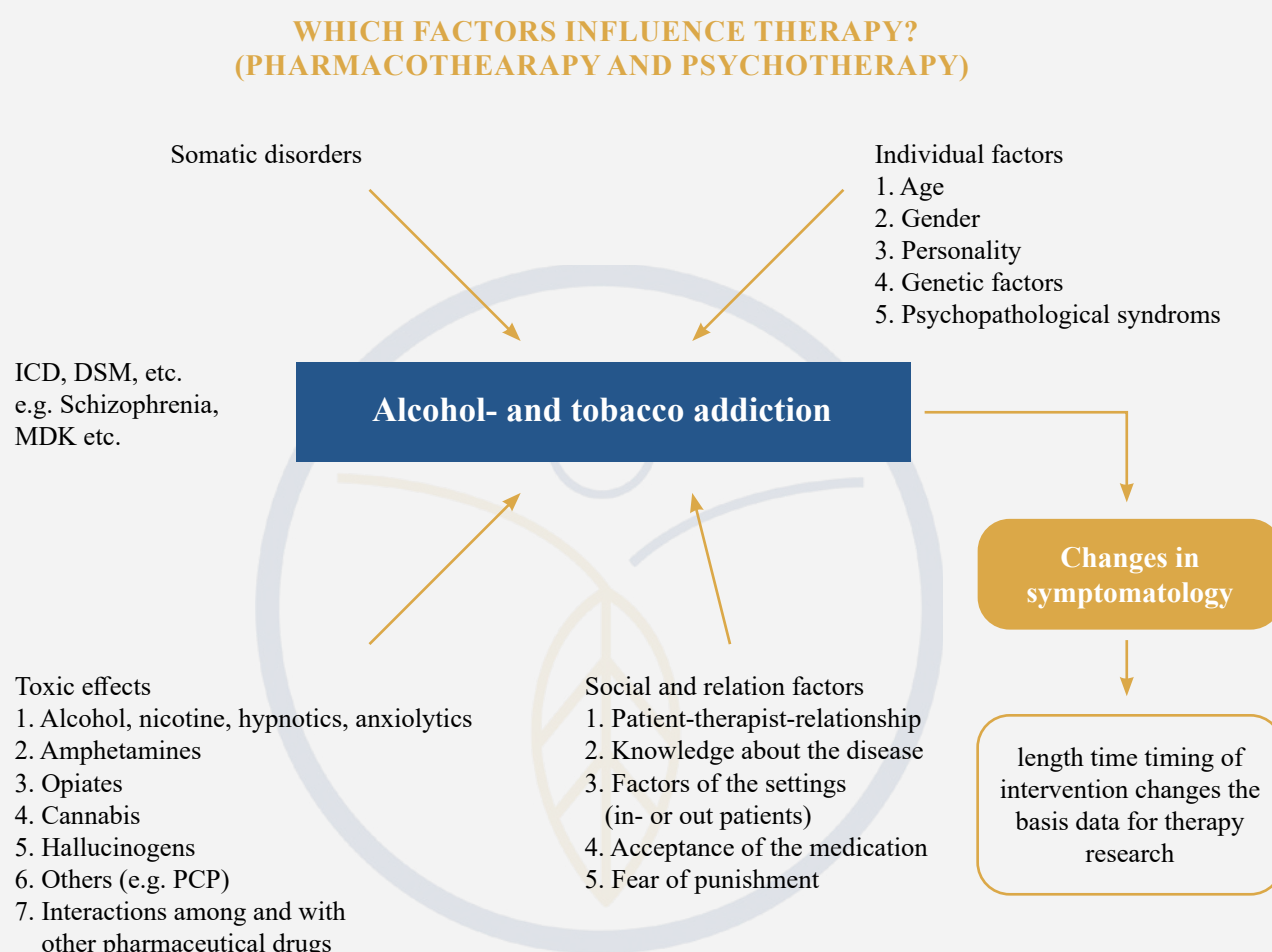 WHICH FACTORS INFLUENCE THERAPY?
(PHARMACOTHEARAPY AND PSYCHOTHERAPY)
Somatic disorders
Individual factors
1. Age
2. Gender
3. Personality
4. Genetic factors
5. Psychopathological syndroms
ICD, DSM, etc.
e.g. Schizophrenia,
MDK etc.
Alcohol- and tobacco addiction
Changes in
symptomatology
Toxic effects
1. Alcohol, nicotine, hypnotics, anxiolytics
2. Amphetamines
3. Opiates
4. Cannabis
5. Hallucinogens
6. Others (e.g. PCP)
7. Interactions among and with
other pharmaceutical drugs
Social and relation factors
1. Patient-therapist-relationship
2. Knowledge about the disease
3. Factors of the settings
(in- or out patients)
4. Acceptance of the medication
5. Fear of punishment
length time timing of
intervention changes the
basis data for therapy
research